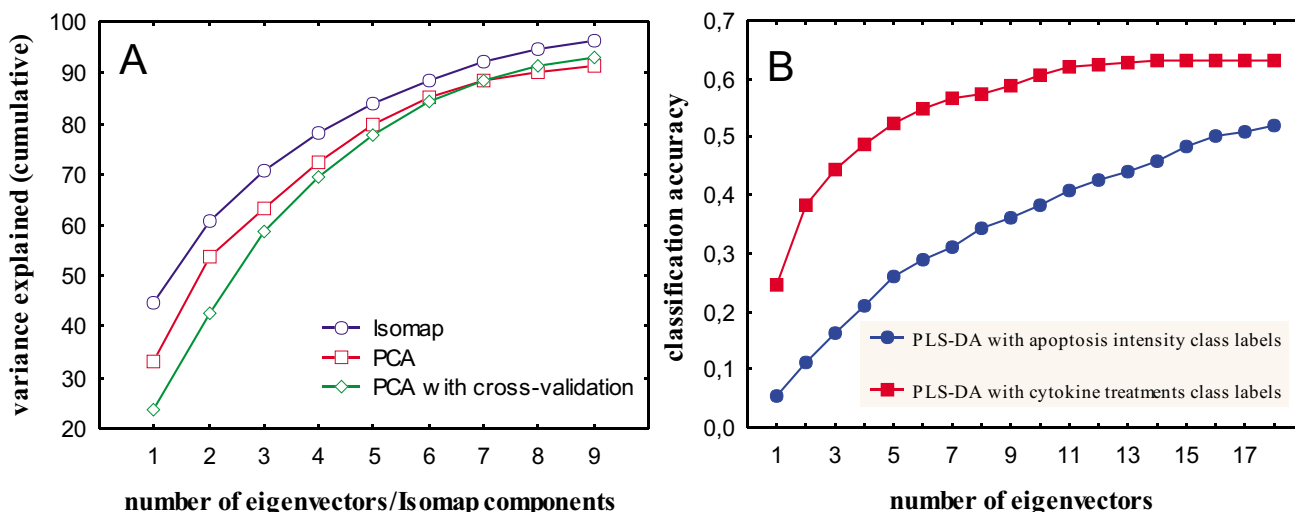 A
variance explained (cumulative)
100
90
80
70
60
50
40
30
20
Isomap
PCA
PCA with cross-validation
1 2 3 4 5 6 7 8 9
number of eigenvectors/Isomap components
B
classification accuracy
0,7
0,6
0,5
0,4
0,3
0,2
0,1
0,0
PLS-DA with apoptosis intensity class labels
PLS-DA with cytokine treatments class labels
1 3 5 7 9 11 13 15 17
number of eigenvectors